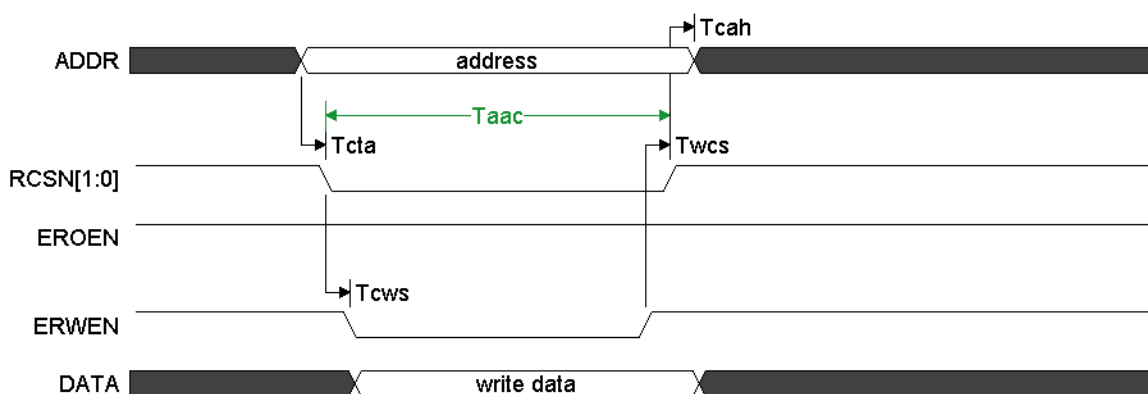 Tcah
ADDR address
Taac
Tcta Twcs
RCSN[1:0]
EROEN
Tcws
ERWEN
DATA write data